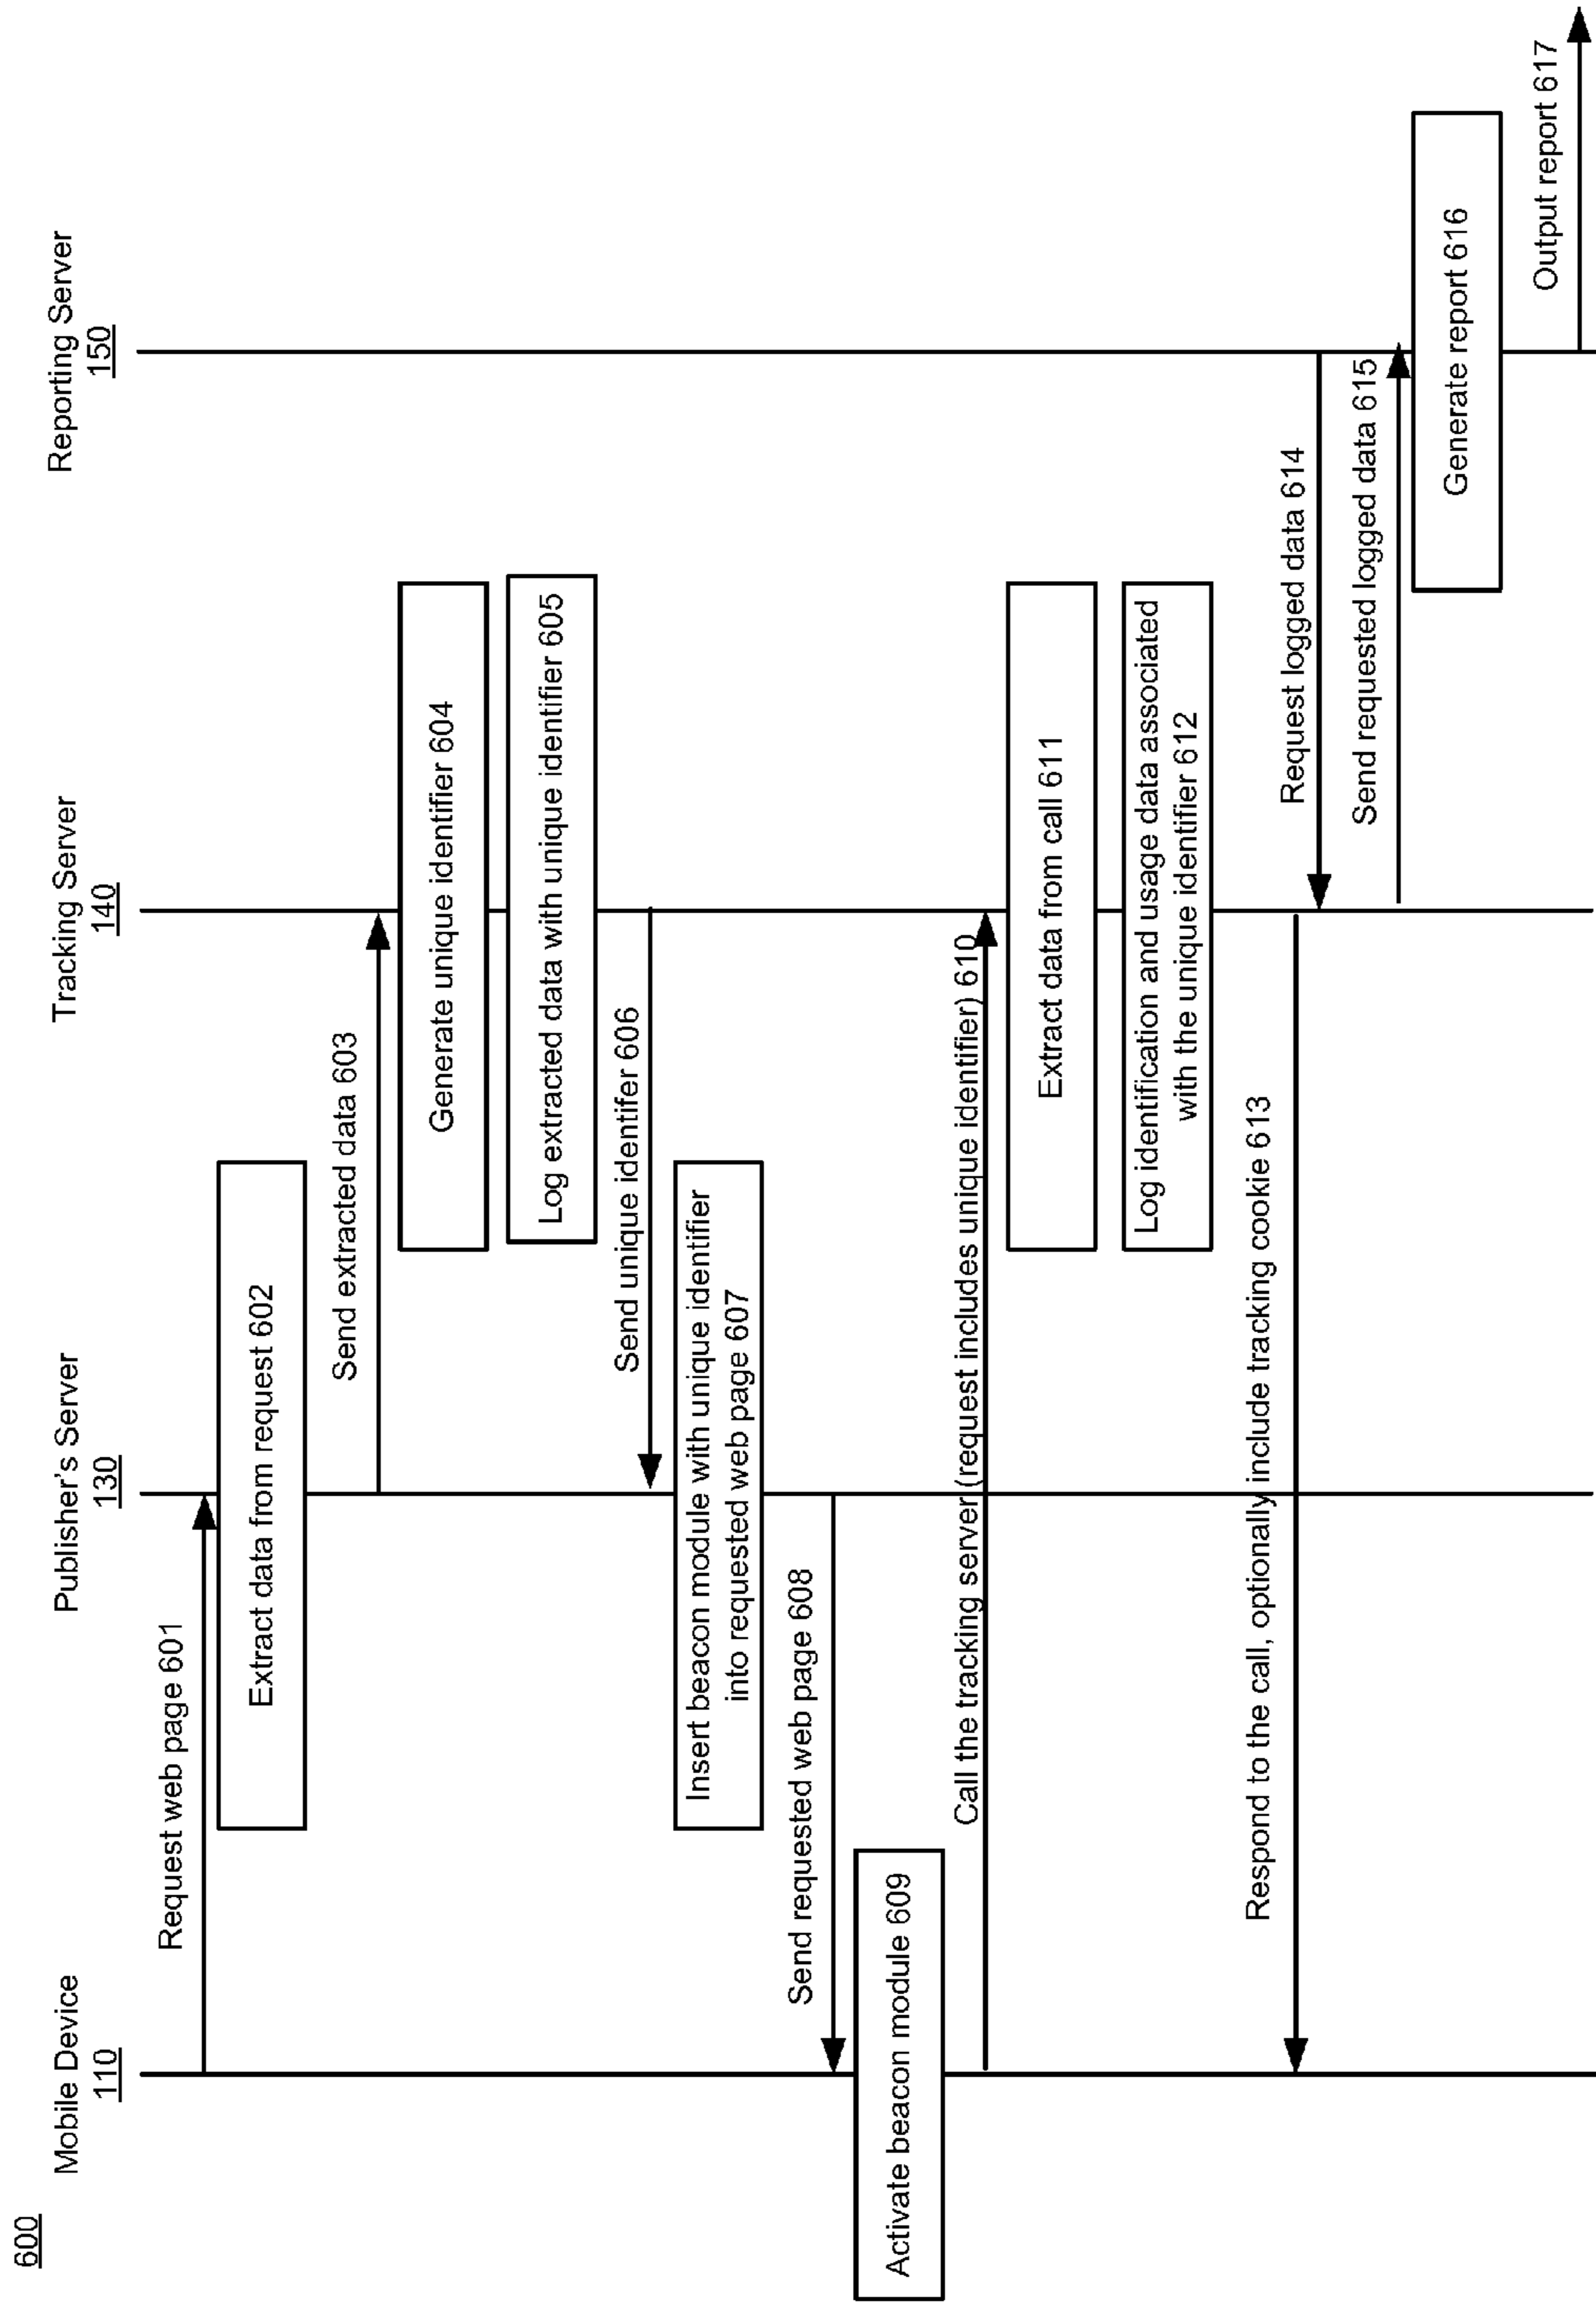 600
Mobile Device
110
Publisher's Server
130
Tracking Server
140
Reporting Server
150
Request web page 601
Extract data from request 602
Send extracted data 603
Generate unique identifier 604
Log extracted data with unique identifier 605
Send unique identifer 606
Insert beacon module with unique identifier
into requested web page 607
Send requested web page 608
Activate beacon module 609
Call the tracking server (request includes unique identifier) 610
Extract data from call 611
Log identification and usage data associated
with the unique identifier 612
Respond to the call, optionally include tracking cookie 613
Request logged data 614
Send requested logged data 615
Generate report 616
Output report 617